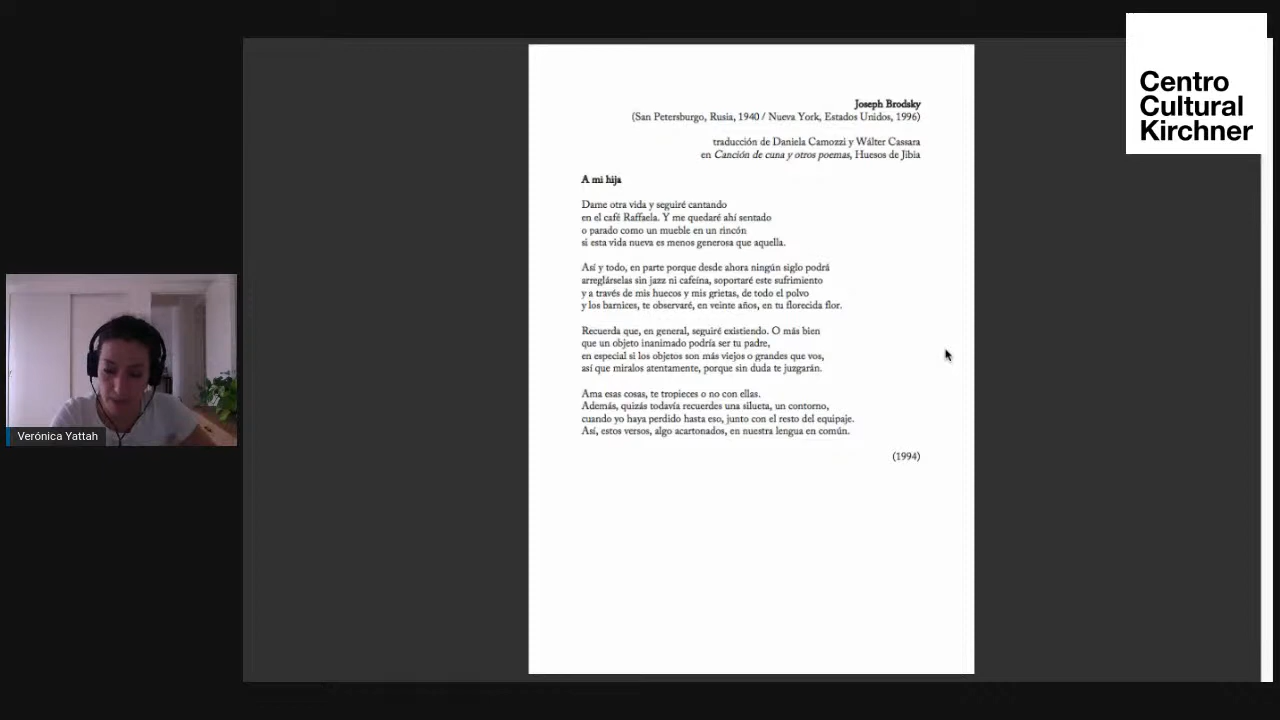 Centro
Cultural
Kirchner
Joseph Brodsky
(San Petersburgo, Rusia, 1940 / Nueva York, Estados Unidos, 1996)
traducción de Daniela Camozzi y Wálter Cassara
en Canción de cuna y otros poemas, Huesos de Jibia
A mi hija
Dame otra vida y seguiré cantando
en el café Raffaela. Y me quedaré ahí sentado
o parado como un mueble en un rincón
si esta vida nueva es menos generosa que aquella.
Así y todo, en parte porque desde ahora ningún siglo podrá
arreglárselas sin jazz ni cafeína, soportaré este sufrimiento
y a través de mis huecos y mis grietas, de todo el polvo
y los barnices, te observaré, en veinte años, en tu florecida flor.
Recuerda que, en general, seguiré existiendo. O más bien
que un objeto inanimado podría ser tu padre,
en especial si los objetos son más viejos o grandes que vos,
así que miralos atentamente, porque sin duda te juzgarán.
Ama esas cosas, te tropieces o no con ellas.
Además, quizás todavía recuerdes una silueta, un contorno,
cuando yo haya perdido hasta eso, junto con el resto del equipaje.
Así, estos versos, algo acartonados, en nuestra lengua en común.
(1994)
Verónica Yattah